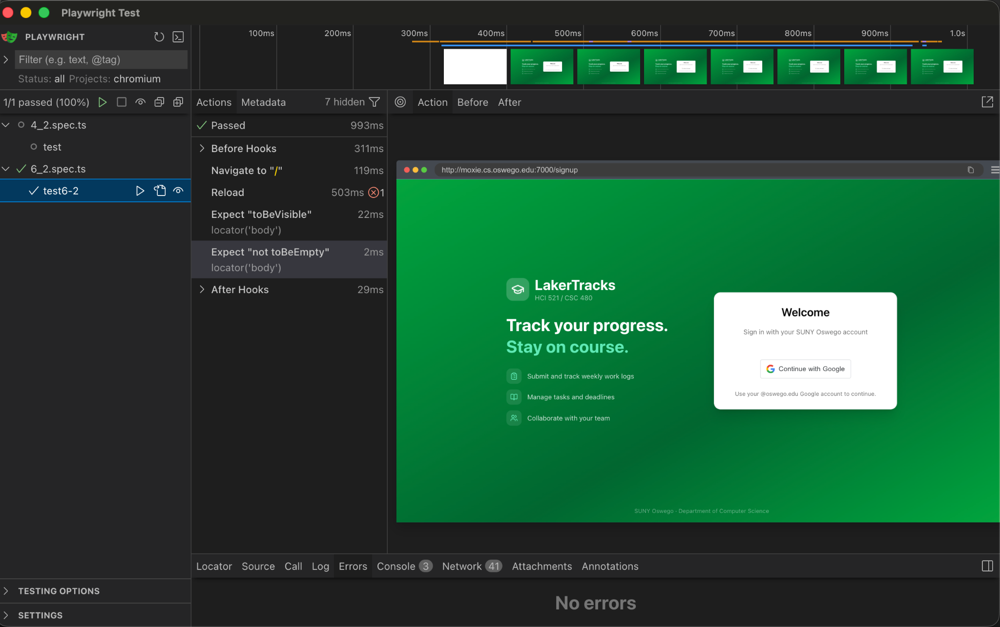 Playwright Test
PLAYWRIGHT
Filter (e.g. text, @tag)
Status: all Projects: chromium
100ms 200ms 300ms 400ms 500ms 600ms 700ms 800ms 900ms 1.0s
1/1 passed (100%)
4_2.spec.ts
test
6_2.spec.ts
test6-2
TESTING OPTIONS
SETTINGS
Actions Metadata 7 hidden
Passed 993ms
Before Hooks 311ms
Navigate to "/" 119ms
Reload 503ms 1
Expect "toBeVisible" 22ms
locator('body')
Expect "not toBeEmpty" 2ms
locator('body')
After Hooks 29ms
Action Before After
http://moxie.cs.oswego.edu:7000/signup
LakerTracks
HCI 521 / CSC 480
Track your progress.
Stay on course.
Submit and track weekly work logs
Manage tasks and deadlines
Collaborate with your team
Welcome
Sign in with your SUNY Oswego account
Continue with Google
Use your @oswego.edu Google account to continue.
SUNY Oswego · Department of Computer Science
Locator Source Call Log Errors Console 3 Network 41 Attachments Annotations
No errors